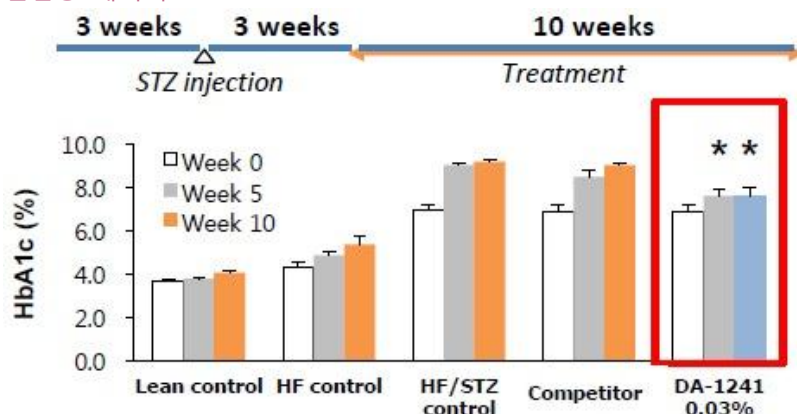 3 weeks 3 weeks 10 weeks
STZ injection Treatment
10.0
8.0
6.0
4.0
2.0
0.0
HbA1c (%)
Week 0
Week 5
Week 10
* *
Lean control HF control HF/STZ control Competitor DA-1241 0.03%